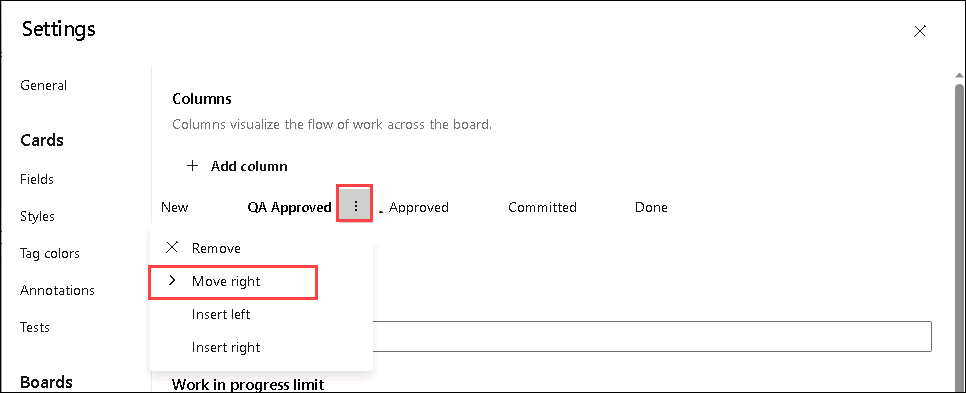 Settings
General
Cards
Fields
Styles
Tag colors
Annotations
Tests
Boards
Columns
Columns visualize the flow of work across the board.
+ Add column
New QA Approved Approved Committed Done
Remove
Move right
Insert left
Insert right
Work in progress limit